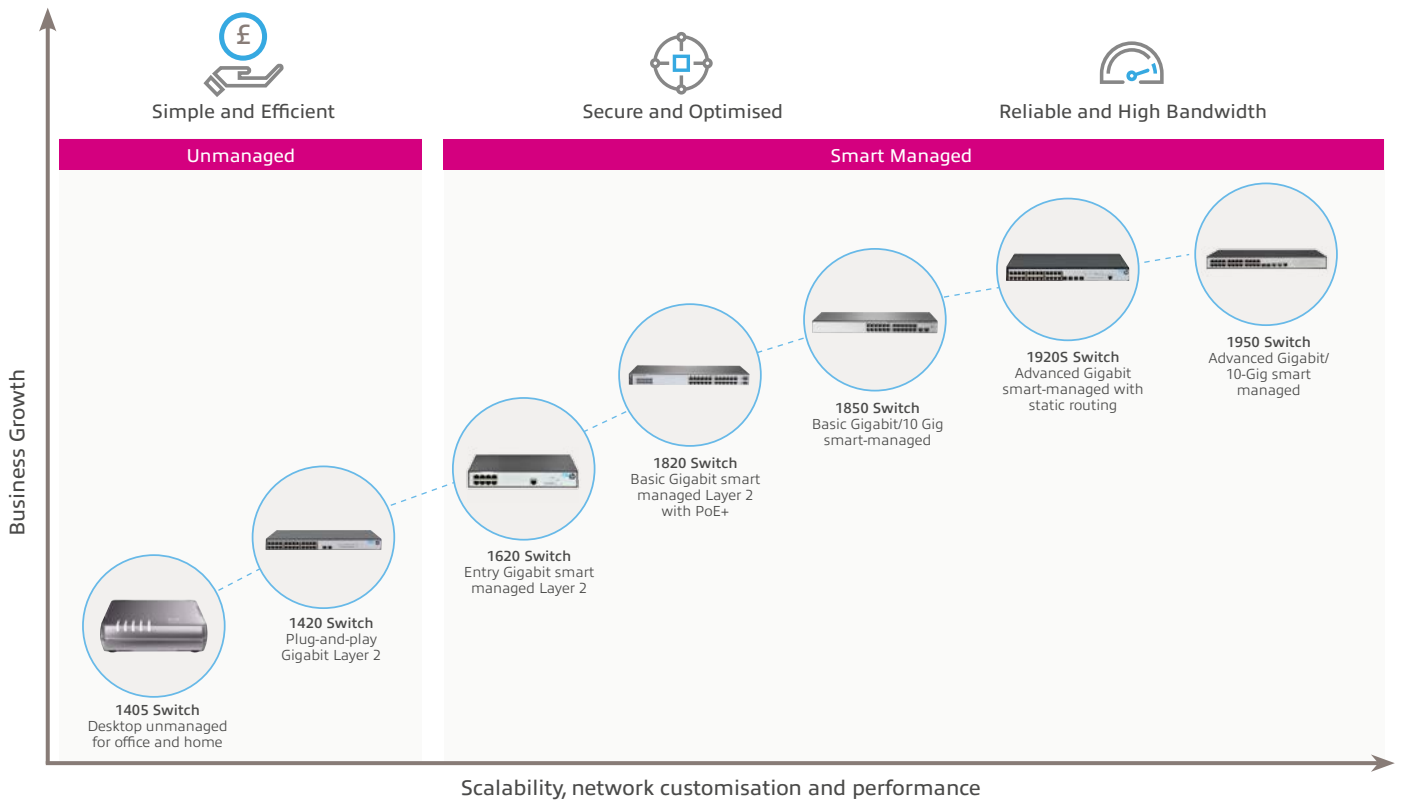 £
Simple and Efficient
Secure and Optimised
Reliable and High Bandwidth
Unmanaged
Smart Managed
Business Growth
1405 Switch
Desktop unmanaged
for office and home
1420 Switch
Plug-and-play
Gigabit Layer 2
1620 Switch
Entry Gigabit smart
managed Layer 2
1820 Switch
Basic Gigabit smart
managed Layer 2
with PoE+
1850 Switch
Basic Gigabit/10 Gig
smart-managed
1920S Switch
Advanced Gigabit
smart-managed with
static routing
1950 Switch
Advanced Gigabit/
10-Gig smart
managed
Scalability, network customisation and performance